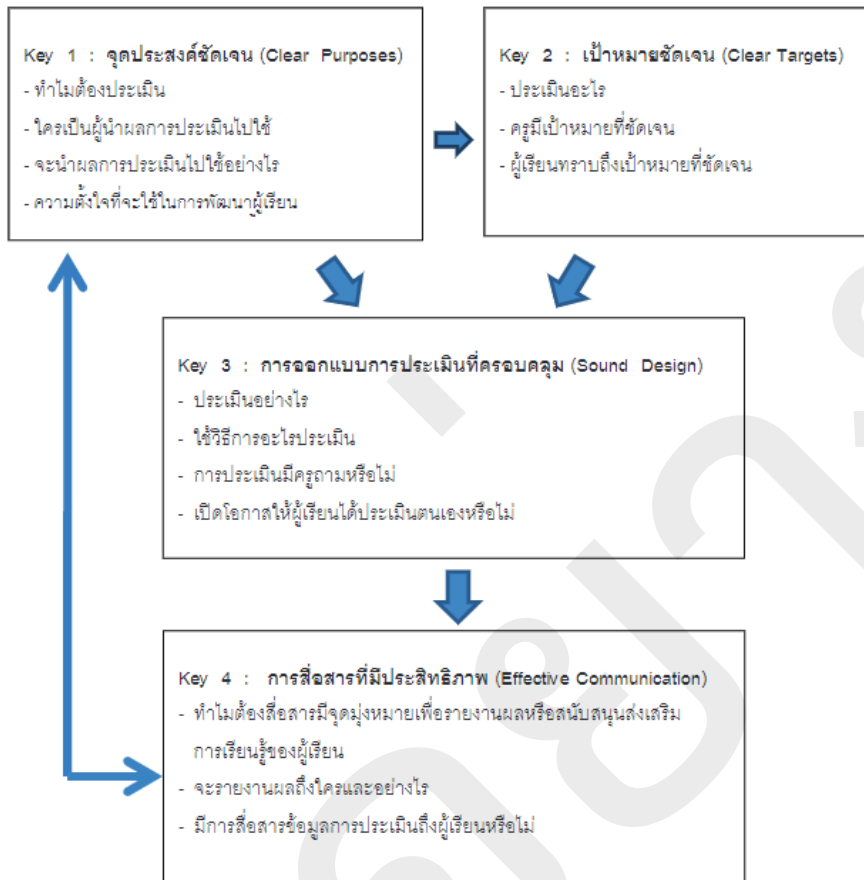 Key 1 : จุดประสงค์ชัดเจน (Clear Purposes)
- ทำไมต้องประเมิน
- ใครเป็นผู้นำผลการประเมินไปใช้
- จะนำผลการประเมินไปใช้อย่างไร
- ความตั้งใจที่จะใช้ในการพัฒนาผู้เรียน
Key 2 : เป้าหมายชัดเจน (Clear Targets)
- ประเมินอะไร
- ครูมีเป้าหมายที่ชัดเจน
- ผู้เรียนทราบถึงเป้าหมายที่ชัดเจน
Key 3 : การออกแบบการประเมินที่ครอบคลุม (Sound Design)
- ประเมินอย่างไร
- ใช้วิธีการอะไรประเมิน
- การประเมินมีครูถามหรือไม่
- เปิดโอกาสให้ผู้เรียนได้ประเมินตนเองหรือไม่
Key 4 : การสื่อสารที่มีประสิทธิภาพ (Effective Communication)
- ทำไมต้องสื่อสารมีจุดมุ่งหมายเพื่อรายงานผลหรือสนับสนุนส่งเสริม
การเรียนรู้ของผู้เรียน
- จะรายงานผลถึงใครและอย่างไร
- มีการสื่อสารข้อมูลการประเมินถึงผู้เรียนหรือไม่